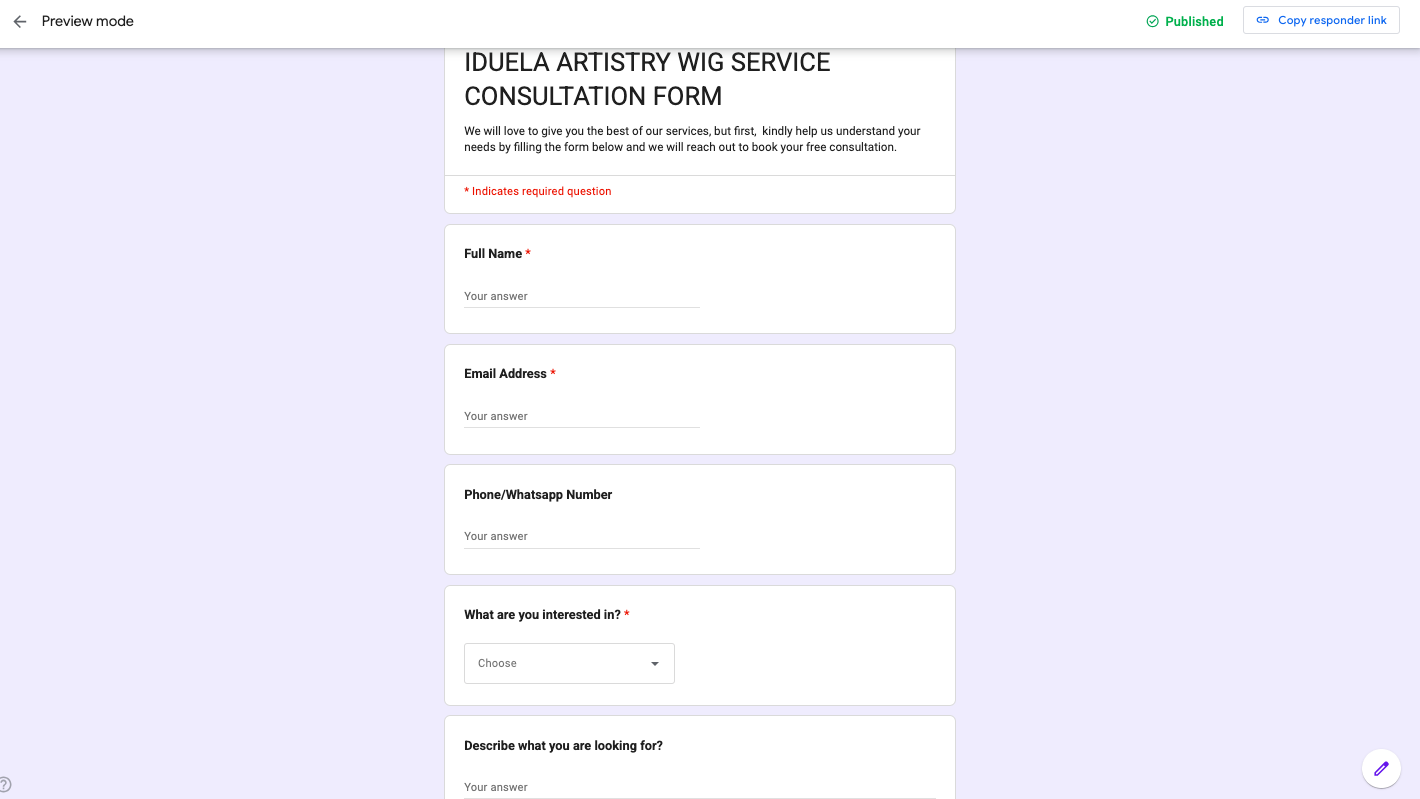 Preview mode
Published
Copy responder link
IDUELA ARTISTRY WIG SERVICE
CONSULTATION FORM
We will love to give you the best of our services, but first,  kindly help us understand your
needs by filling the form below and we will reach out to book your free consultation.
* Indicates required question
Full Name *
Your answer
Email Address *
Your answer
Phone/Whatsapp Number
Your answer
What are you interested in? *
Choose
Describe what you are looking for?
Your answer